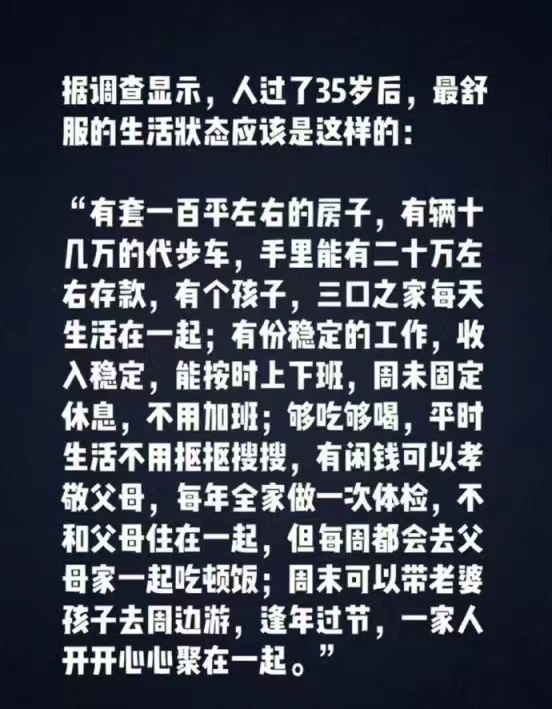 据调查显示，人过了35岁后，最舒
服的生活状态应该是这样的：
“有套一百平左右的房子，有辆十
几万的代步车，手里能有二十万左
右存款，有个孩子，三口之家每天
生活在一起；有份稳定的工作，收
入稳定，能按时上下班，周末固定
休息，不用加班；够吃够喝，平时
生活不用抠抠搜搜，有闲钱可以孝
敬父母，每年全家做一次体检，不
和父母住在一起，但每周都会去父
母家一起吃顿饭；周末可以带老婆
孩子去周边游，逢年过节，一家人
开开心心聚在一起。”